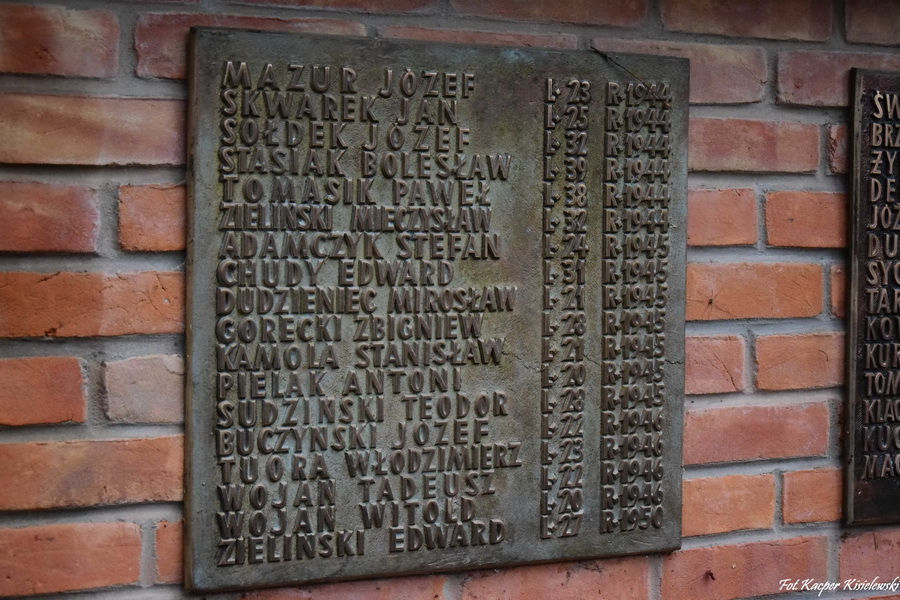 MAZUR JÓZEF L·23 R·1944
SKWAREK JAN L·25 R·1944
SOŁDEK JÓZEF L·32 R·1944
STASIAK BOLESŁAW L·39 R·1944
TOMASIK PAWEŁ L·38 R·1944
ZIELIŃSKI MIECZYSŁAW L·32 R·1944
ADAMCZYK STEFAN L·24 R·1945
CHUDY EDWARD L·31 R·1945
DUDZIENIEC MIROSŁAW L·21 R·1945
GORECKI ZBIGNIEW L·28 R·1945
KAMOLA STANISŁAW L·21 R·1945
PIELAK ANTONI L·20 R·1945
SUDZIŃSKI TEODOR L·28 R·1945
BUCZYŃSKI JÓZEF L·22 R·1946
TUORA WŁODZIMIERZ L·23 R·1946
WOJAN TADEUSZ L·22 R·1946
WOJAN WITOLD L·20 R·1946
ZIELIŃSKI EDWARD L·27 R·1950
Fot. Kacper Kisielewski